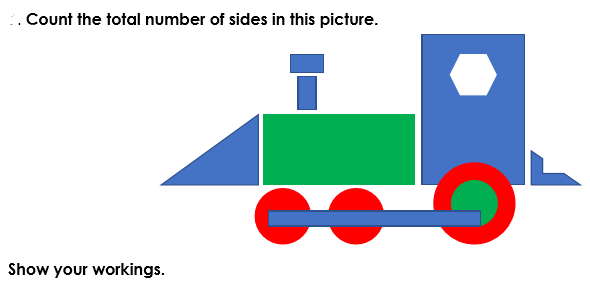 . Count the total number of sides in this picture.
Show your workings.